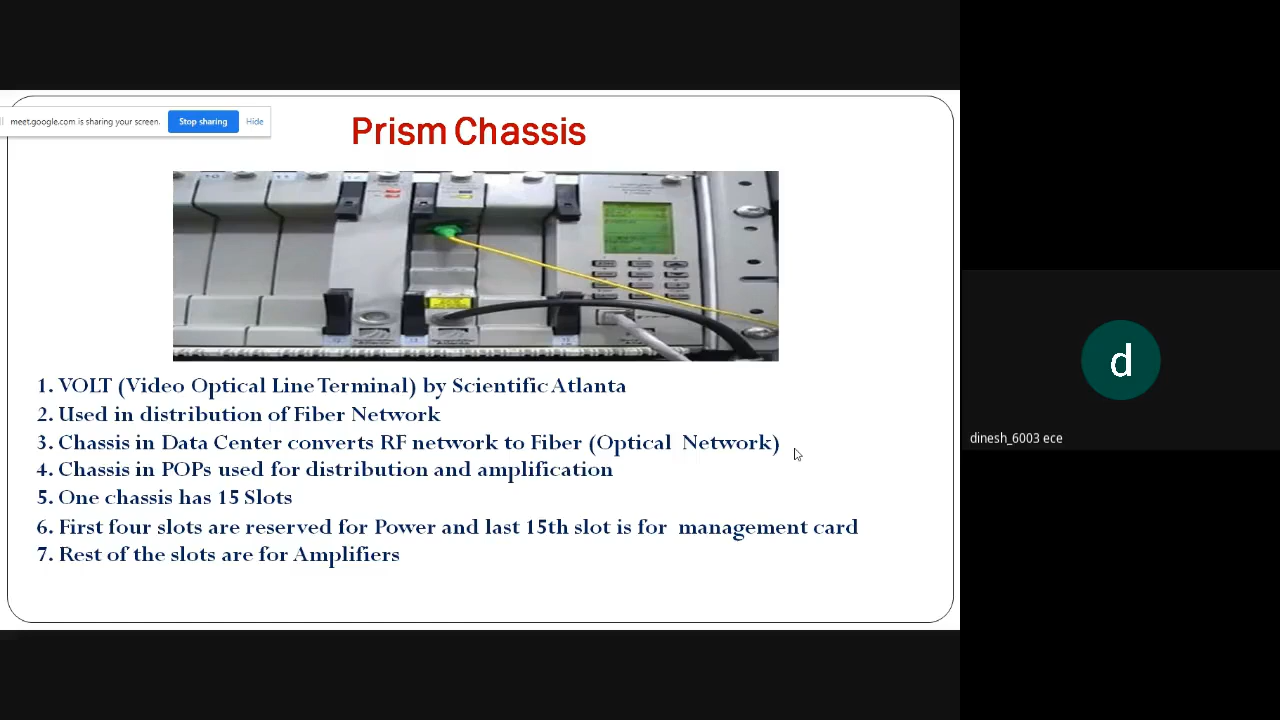 meet.google.com is sharing your screen. Stop sharing Hide
Prism Chassis
1. VOLT (Video Optical Line Terminal) by Scientific Atlanta
2. Used in distribution of Fiber Network
3. Chassis in Data Center converts RF network to Fiber (Optical Network)
4. Chassis in POPs used for distribution and amplification
5. One chassis has 15 Slots
6. First four slots are reserved for Power and last 15th slot is for management card
7. Rest of the slots are for Amplifiers
d
dinesh_6003 ece